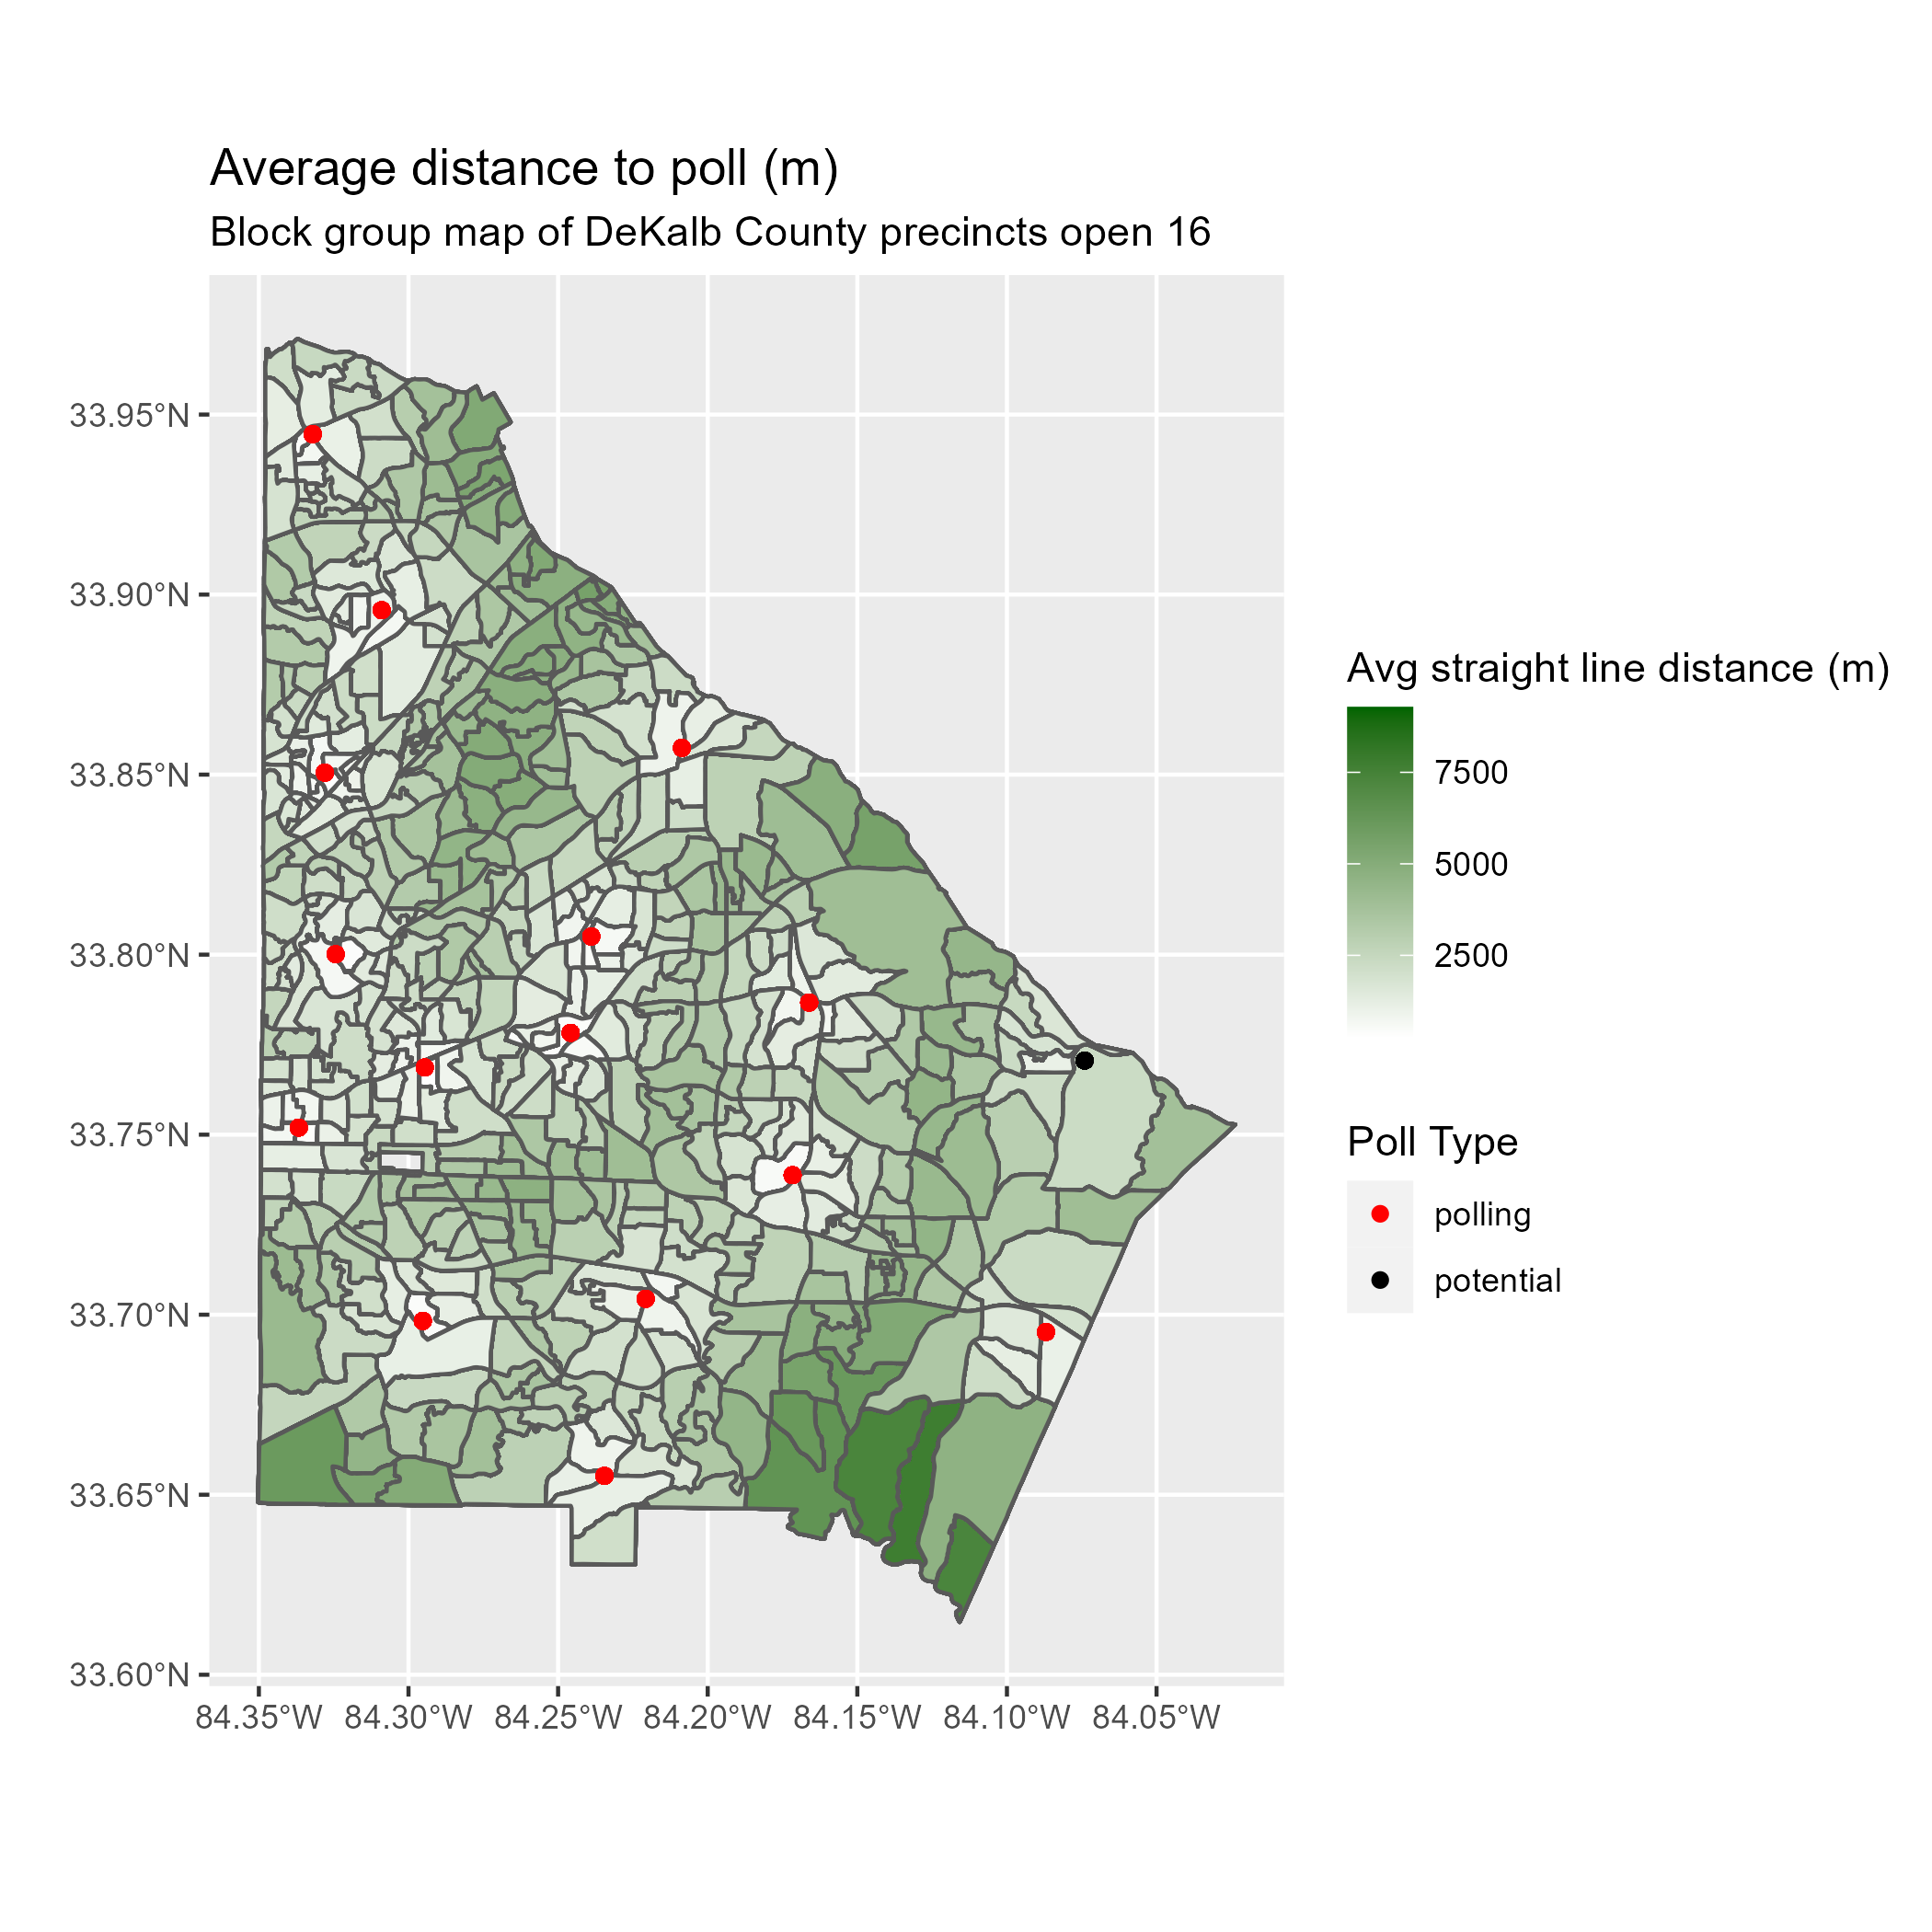 Average distance to poll (m)
Block group map of DeKalb County precincts open 16
33.95°N
33.90°N
33.85°N
33.80°N
33.75°N
33.70°N
33.65°N
33.60°N
84.35°W 84.30°W 84.25°W 84.20°W 84.15°W 84.10°W 84.05°W
Avg straight line distance (m)
7500
5000
2500
Poll Type
polling
potential